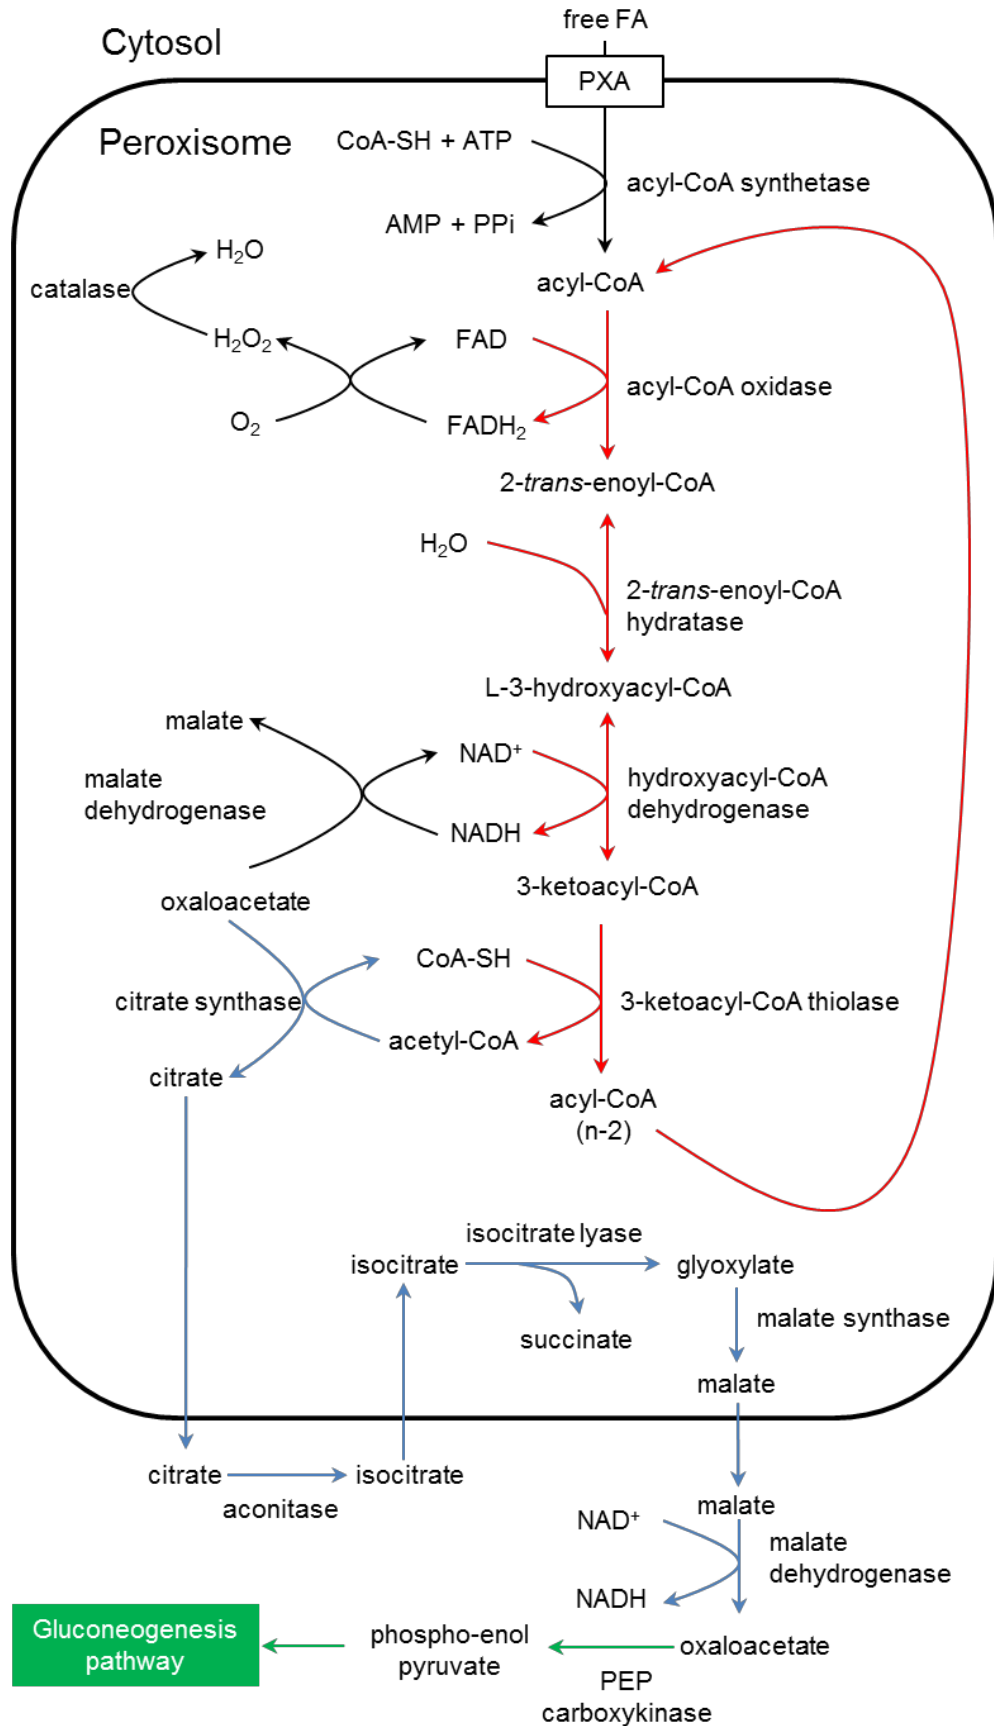 free FA
Cytosol
PXA
Peroxisome
CoA-SH + ATP
acyl-CoA synthetase
AMP + PPi
H₂O
acyl-CoA
catalase
H₂O₂
FAD
acyl-CoA oxidase
O₂
FADH₂
2-trans-enoyl-CoA
H₂O
2-trans-enoyl-CoA
hydratase
L-3-hydroxyacyl-CoA
malate
NAD⁺
malate
dehydrogenase
hydroxyacyl-CoA
dehydrogenase
NADH
3-ketoacyl-CoA
oxaloacetate
CoA-SH
citrate synthase
3-ketoacyl-CoA thiolase
acetyl-CoA
citrate
acyl-CoA
(n-2)
isocitrate lyase
isocitrate
glyoxylate
succinate
malate synthase
malate
citrate
isocitrate
aconitase
malate
NAD⁺
malate
dehydrogenase
NADH
Gluconeogenesis
pathway
phospho-enol
pyruvate
oxaloacetate
PEP
carboxykinase